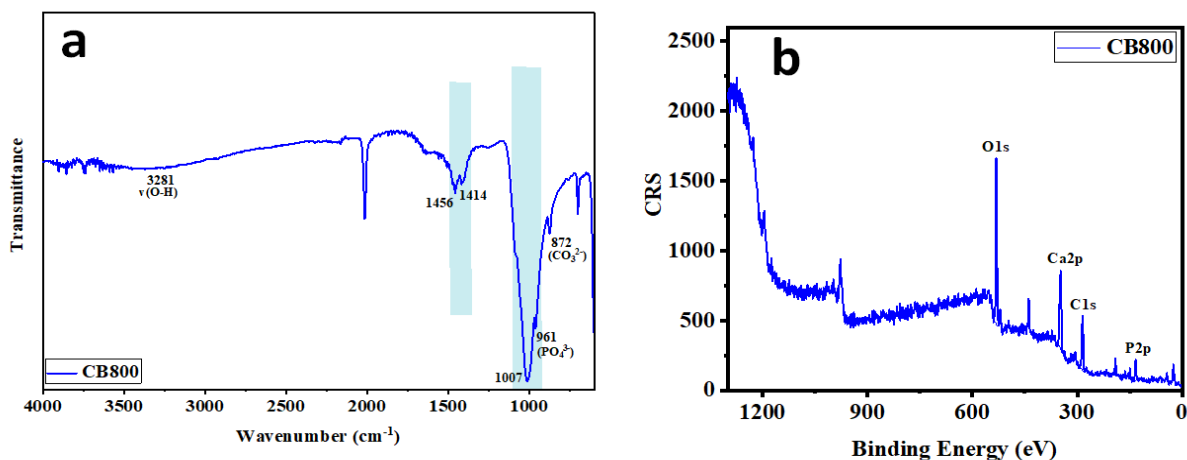 a
Transmittance
3281
ν(O-H)
1456
1414
872
(CO₃²⁻)
961
(PO₄³⁻)
1007
CB800
4000
3500
3000
2500
2000
1500
1000
Wavenumber (cm⁻¹)
b
CB800
CRS
2500
2000
1500
1000
500
0
O1s
Ca2p
C1s
P2p
1200
900
600
300
0
Binding Energy (eV)